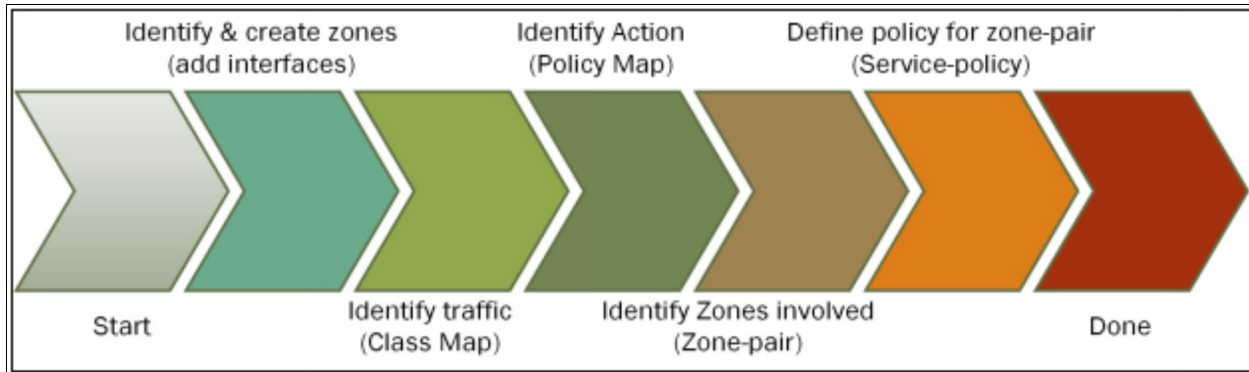 Identify & create zones
(add interfaces)
Identify Action
(Policy Map)
Define policy for zone-pair
(Service-policy)
Start
Identify traffic
(Class Map)
Identify Zones involved
(Zone-pair)
Done